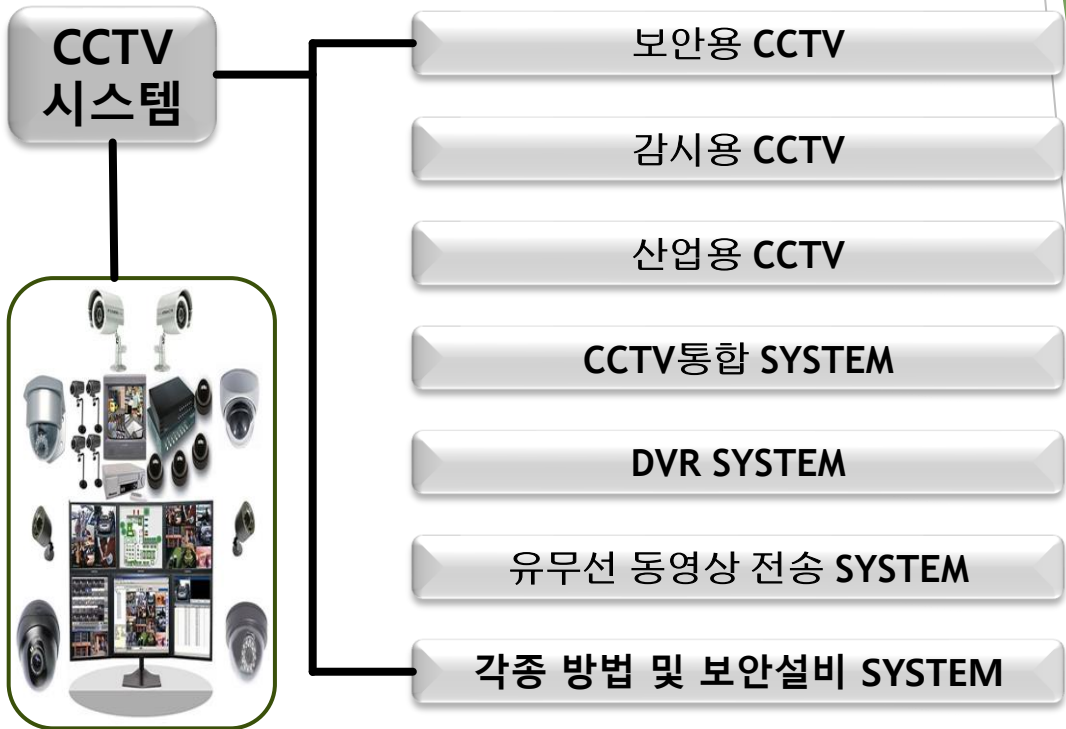 CCTV
시스템
보안용 CCTV
감시용 CCTV
산업용 CCTV
CCTV통합 SYSTEM
DVR SYSTEM
유무선 동영상 전송 SYSTEM
각종 방법 및 보안설비 SYSTEM